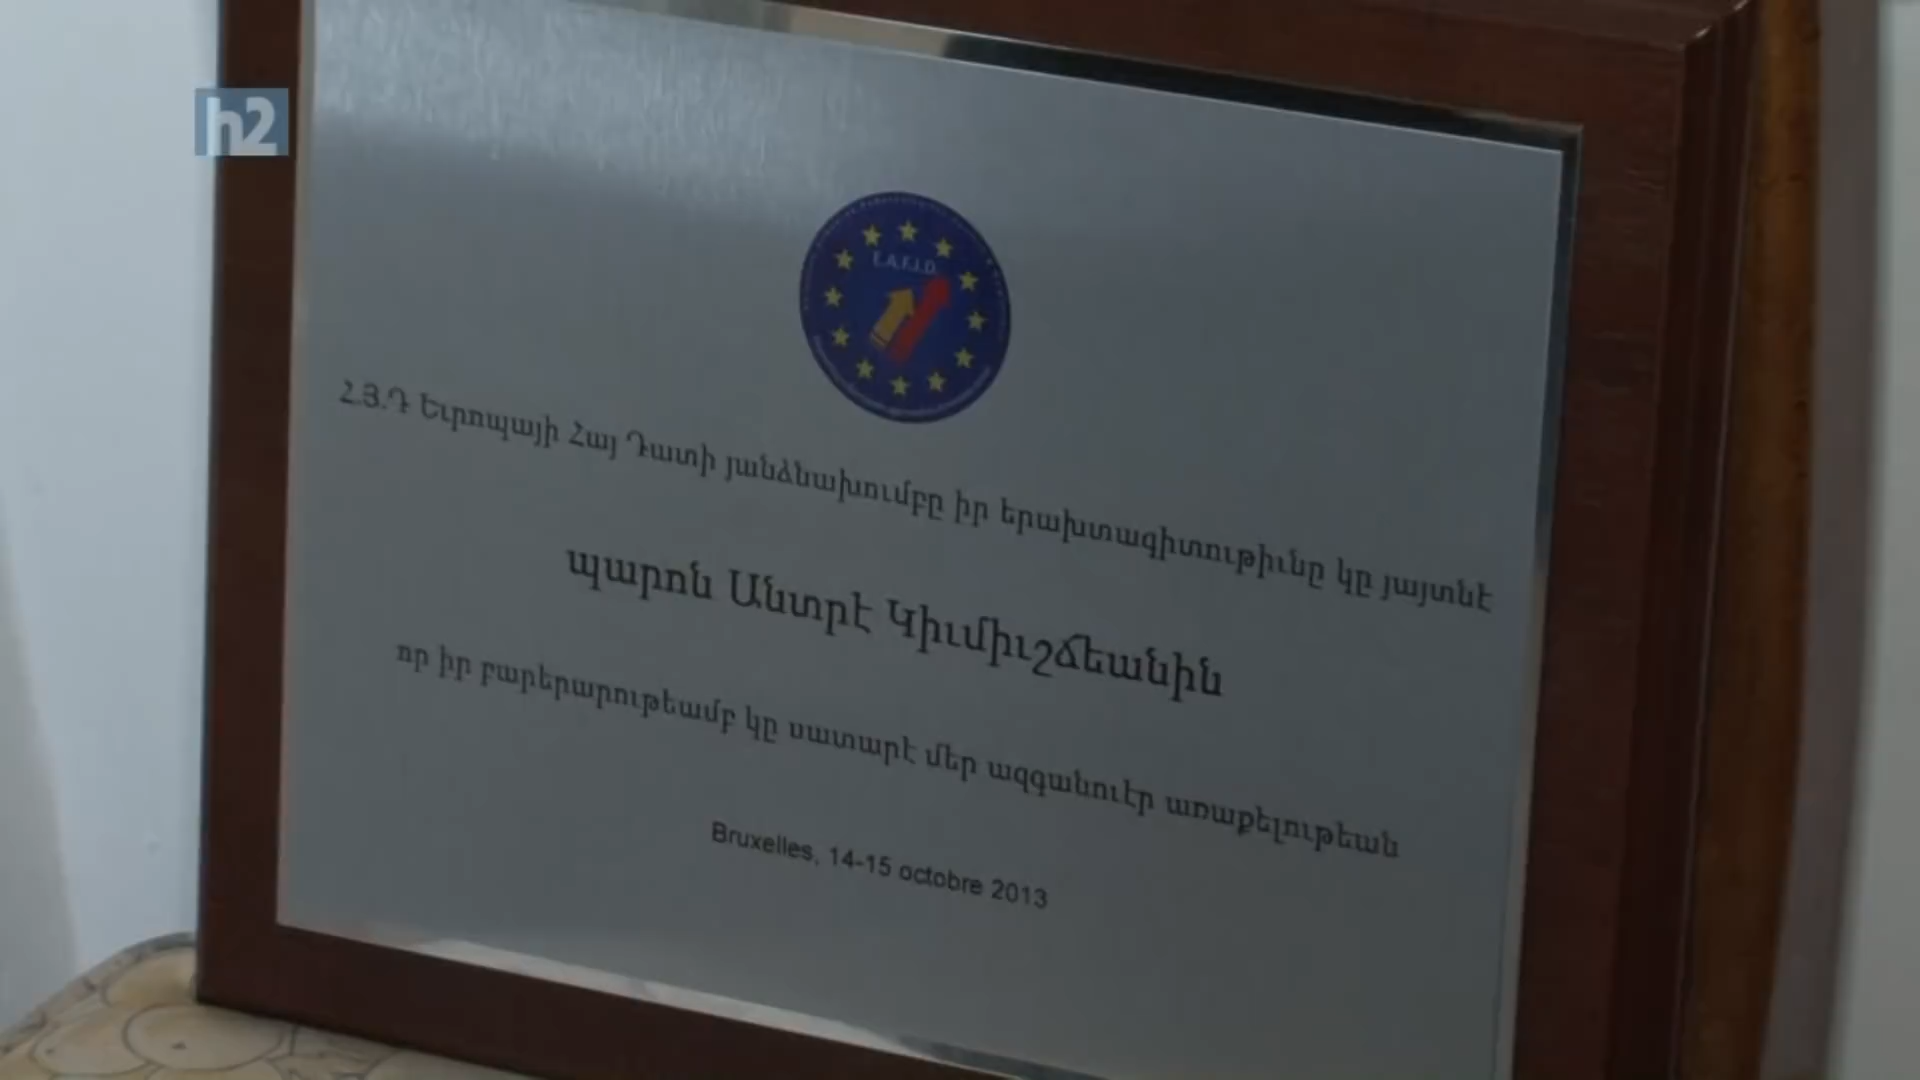 h2
E.A.F.J.D.
Հ.Յ.Դ Եւրոպայի Հայ Դատի յանձնախումբը իր երախտագիտութիւնը կը յայտնէ
պարոն Անտրէ Կիւմիւշճեանին
որ իր բարերարութեամբ կը սատարէ մեր ազգանուէր առաքելութեան
Bruxelles, 14-15 octobre 2013